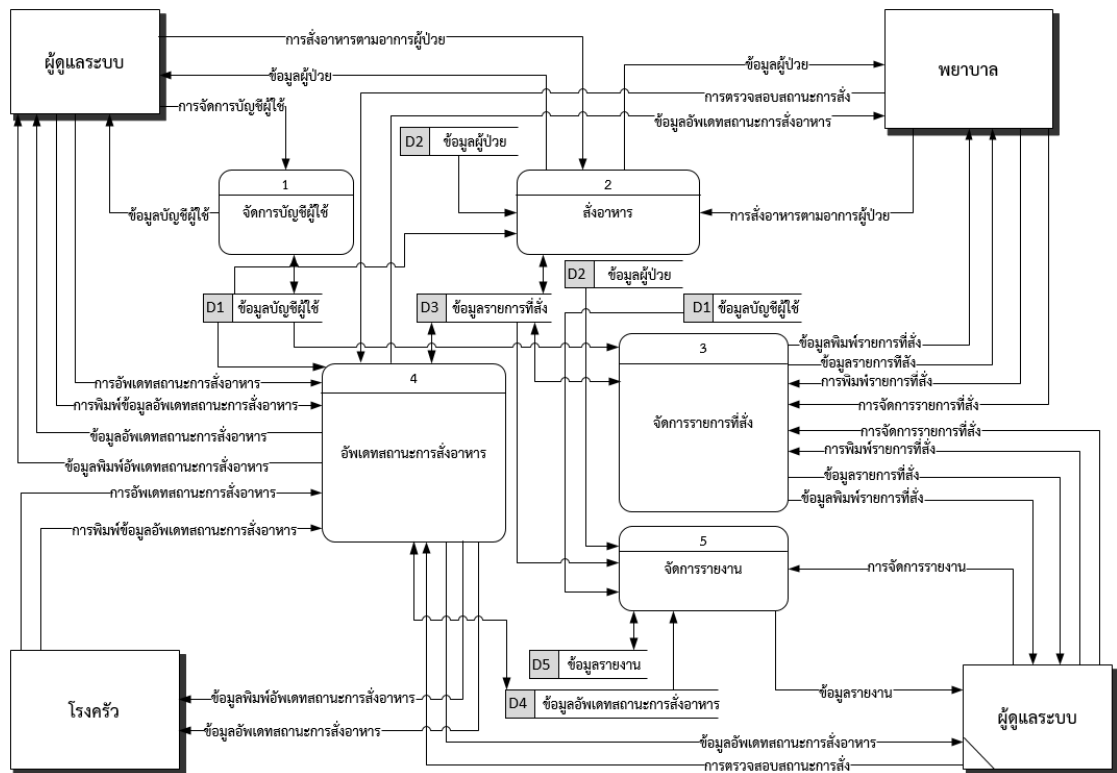 ผู้ดูแลระบบ
การสั่งอาหารตามอาการผู้ป่วย
ข้อมูลผู้ป่วย
การจัดการบัญชีผู้ใช้
ข้อมูลผู้ป่วย
พยาบาล
การตรวจสอบสถานะการสั่ง
ข้อมูลอัพเดทสถานะการสั่งอาหาร
D2 ข้อมูลผู้ป่วย
1
จัดการบัญชีผู้ใช้
2
สั่งอาหาร
ข้อมูลบัญชีผู้ใช้
การสั่งอาหารตามอาการผู้ป่วย
D2 ข้อมูลผู้ป่วย
D1 ข้อมูลบัญชีผู้ใช้
D3 ข้อมูลรายการที่สั่ง
D1 ข้อมูลบัญชีผู้ใช้
3
จัดการรายการที่สั่ง
ข้อมูลพิมพ์รายการที่สั่ง
ข้อมูลรายการที่สั่ง
การพิมพ์รายการที่สั่ง
การจัดการรายการที่สั่ง
การจัดการรายการที่สั่ง
การพิมพ์รายการที่สั่ง
ข้อมูลรายการที่สั่ง
ข้อมูลพิมพ์รายการที่สั่ง
4
อัพเดทสถานะการสั่งอาหาร
การอัพเดทสถานะการสั่งอาหาร
การพิมพ์ข้อมูลอัพเดทสถานะการสั่งอาหาร
ข้อมูลอัพเดทสถานะการสั่งอาหาร
ข้อมูลพิมพ์อัพเดทสถานะการสั่งอาหาร
การอัพเดทสถานะการสั่งอาหาร
การพิมพ์ข้อมูลอัพเดทสถานะการสั่งอาหาร
5
จัดการรายงาน
การจัดการรายงาน
D5 ข้อมูลรายงาน
D4 ข้อมูลอัพเดทสถานะการสั่งอาหาร
ข้อมูลรายงาน
โรงครัว
ข้อมูลพิมพ์อัพเดทสถานะการสั่งอาหาร
ข้อมูลอัพเดทสถานะการสั่งอาหาร
ผู้ดูแลระบบ
ข้อมูลอัพเดทสถานะการสั่งอาหาร
การตรวจสอบสถานะการสั่ง